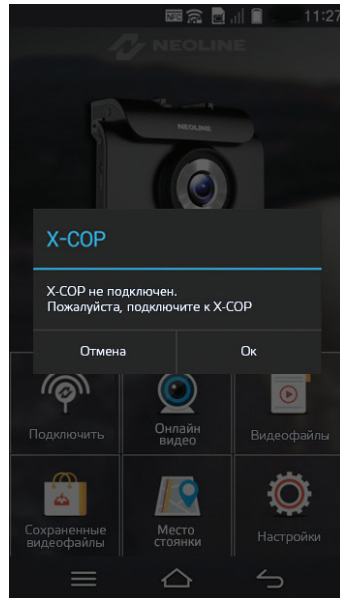 NFC
11:27
NEOLINE
NEOLINE
X-COP
X-COP не подключен.
Пожалуйста, подключите к X-COP
Отмена
Ок
Подключить
Онлайн
видео
Видеофайлы
Сохраненные
видеофайлы
Место
стоянки
Настройки